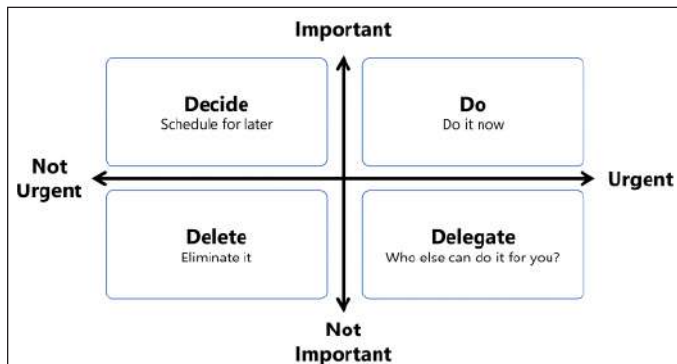 Important
Decide
Schedule for later
Do
Do it now
Not
Urgent
Urgent
Delete
Eliminate it
Delegate
Who else can do it for you?
Not
Important